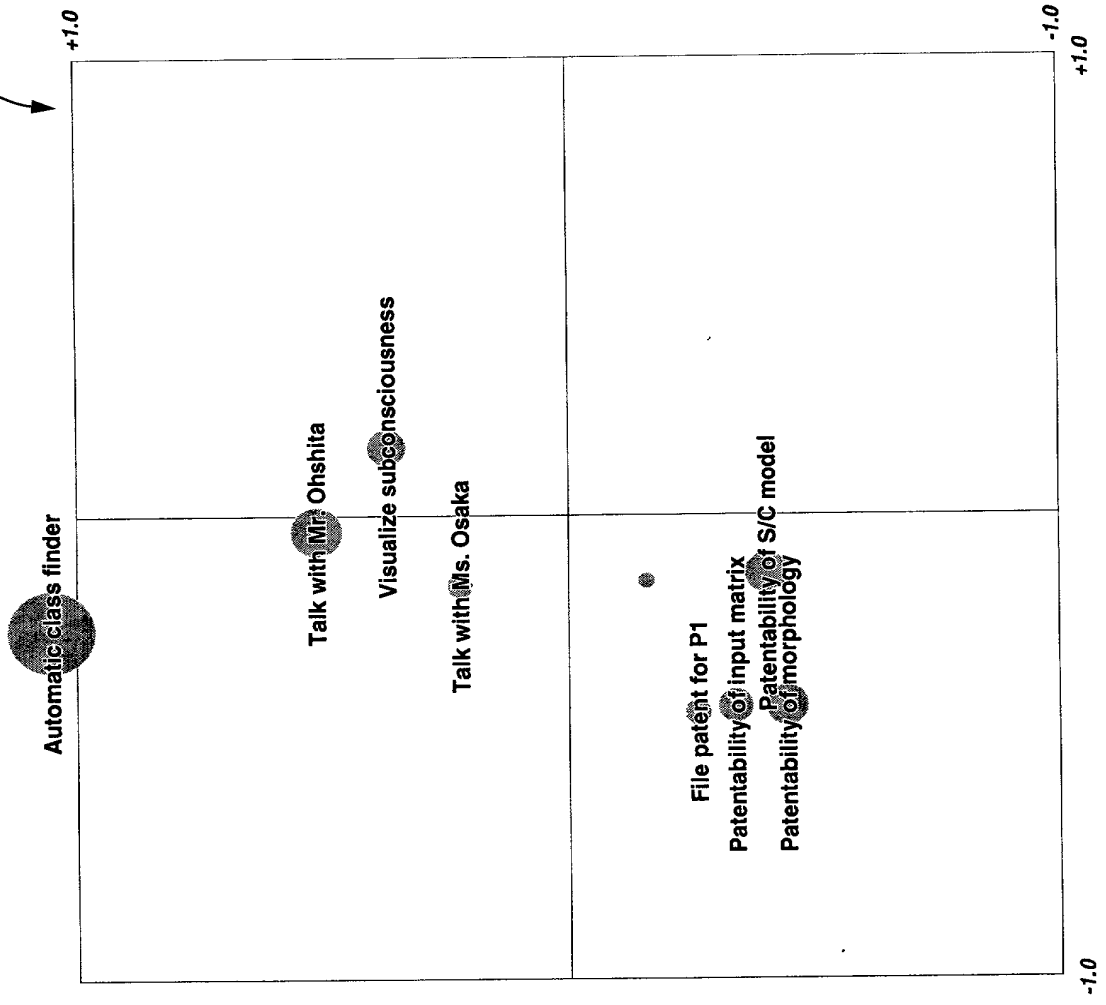 +1.0
Automatic class finder
Talk with Mr. Ohshita
Visualize subconsciousness
Talk with Ms. Osaka
File patent for P1
Patentability of input matrix
Patentability of S/C model
Patentability of morphology
-1.0
-1.0
+1.0